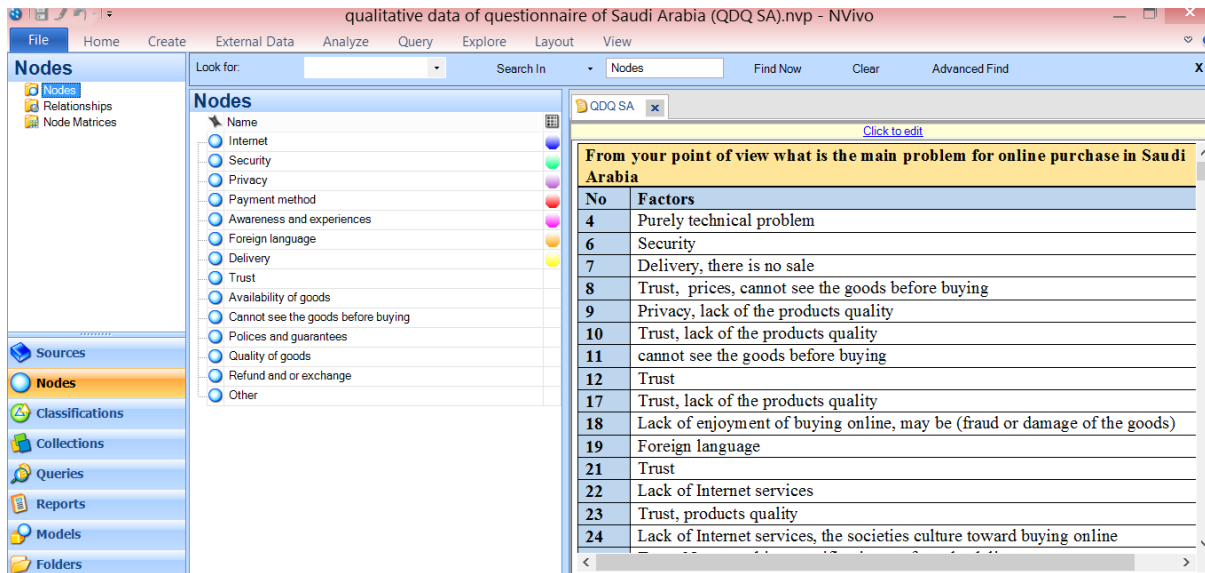 qualitative data of questionnaire of Saudi Arabia (QDQ SA).nvp - NVivo
File Home Create External Data Analyze Query Explore Layout View
Nodes
Nodes
Relationships
Node Matrices
Sources
Nodes
Classifications
Collections
Queries
Reports
Models
Folders
Look for: Search In Nodes Find Now Clear Advanced Find X
Nodes
Name
Internet
Security
Privacy
Payment method
Awareness and experiences
Foreign language
Delivery
Trust
Availability of goods
Cannot see the goods before buying
Polices and guarantees
Quality of goods
Refund and or exchange
Other
QDQ SA x
Click to edit
From your point of view what is the main problem for online purchase in Saudi
Arabia
No Factors
4 Purely technical problem
6 Security
7 Delivery, there is no sale
8 Trust, prices, cannot see the goods before buying
9 Privacy, lack of the products quality
10 Trust, lack of the products quality
11 cannot see the goods before buying
12 Trust
17 Trust, lack of the products quality
18 Lack of enjoyment of buying online, may be (fraud or damage of the goods)
19 Foreign language
21 Trust
22 Lack of Internet services
23 Trust, products quality
24 Lack of Internet services, the societies culture toward buying online